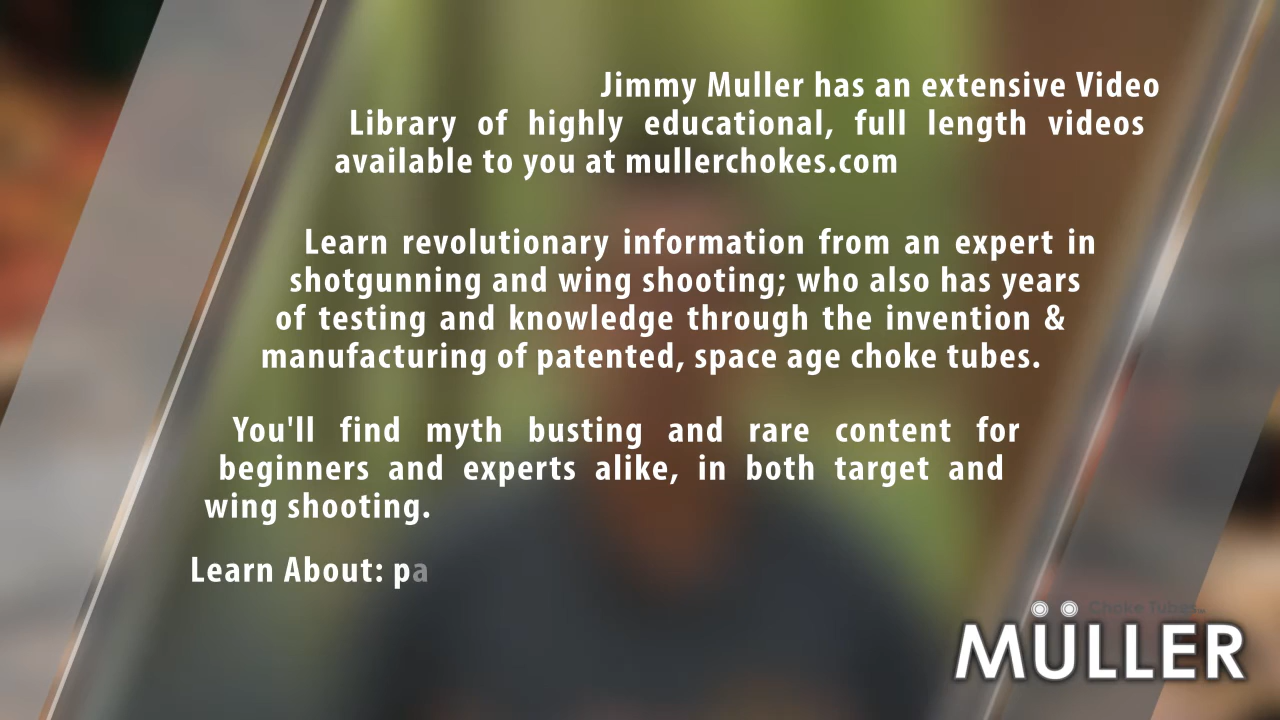 Jimmy Muller has an extensive Video
Library of highly educational, full length videos
available to you at mullerchokes.com
Learn revolutionary information from an expert in
shotgunning and wing shooting; who also has years
of testing and knowledge through the invention &
manufacturing of patented, space age choke tubes.
You'll find myth busting and rare content for
beginners and experts alike, in both target and
wing shooting.
Learn About: pa
Choke Tubes™
MÜLLER